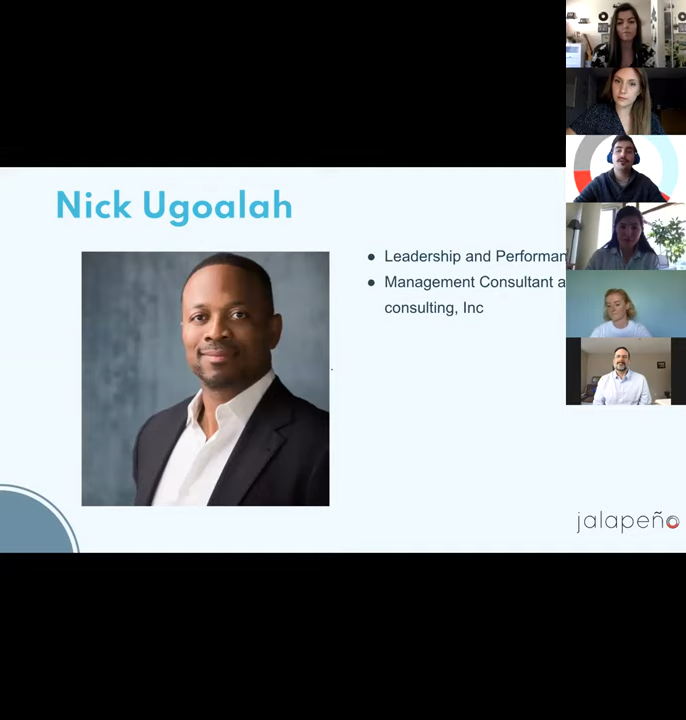 Nick Ugoalah
● Leadership and Performan
● Management Consultant a
consulting, Inc
jalapeño